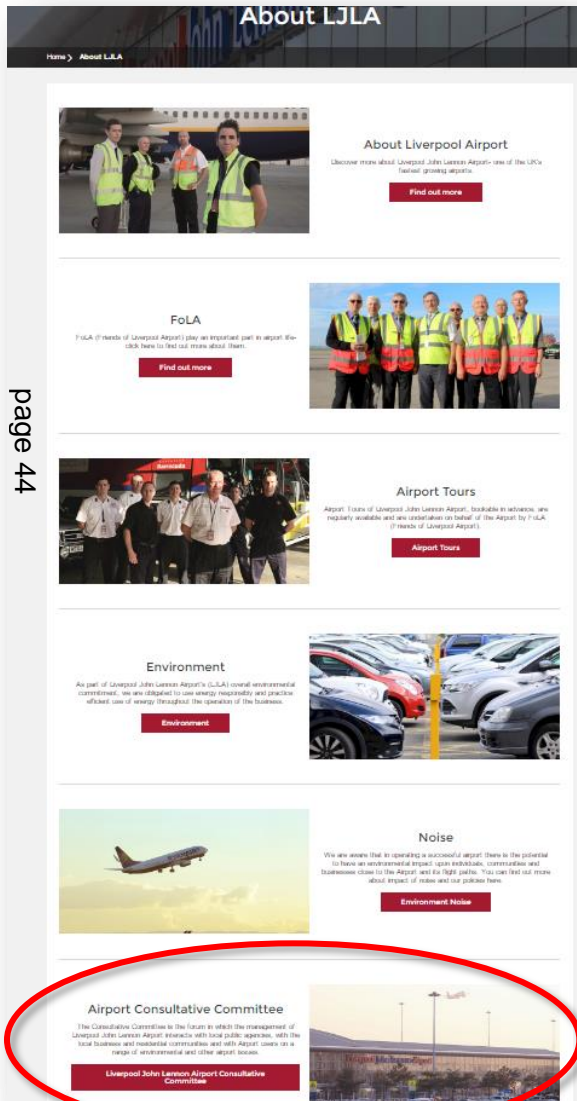 About LJLA
Home ❯ About LJLA
About Liverpool Airport
Discover more about Liverpool John Lennon Airport- one of the UK's
fastest growing airports.
Find out more
FoLA
FoLA (Friends of Liverpool Airport) play an important part in airport life-
click here to find out more about them.
Find out more
page 44
Airport Tours
Airport Tours of Liverpool John Lennon Airport, bookable in advance, are
regularly available and are undertaken on behalf of the Airport by FoLA
(Friends of Liverpool Airport).
Airport Tours
Environment
As part of Liverpool John Lennon Airport's (LJLA) overall environmental
commitment, we are obligated to use energy responsibly and practice
efficient use of energy throughout the operation of the business.
Environment
Noise
We are aware that in operating a successful airport there is the potential
to have an environmental impact upon individuals, communities and
businesses close to the Airport and its flight paths. You can find out more
about impact of noise and our policies here.
Environment Noise
Airport Consultative Committee
The Consultative Committee is the forum in which the management of
Liverpool John Lennon Airport interacts with local public agencies, with the
local business and residential communities and with Airport users on a
range of environmental and other airport issues.
Liverpool John Lennon Airport Consultative
Committee